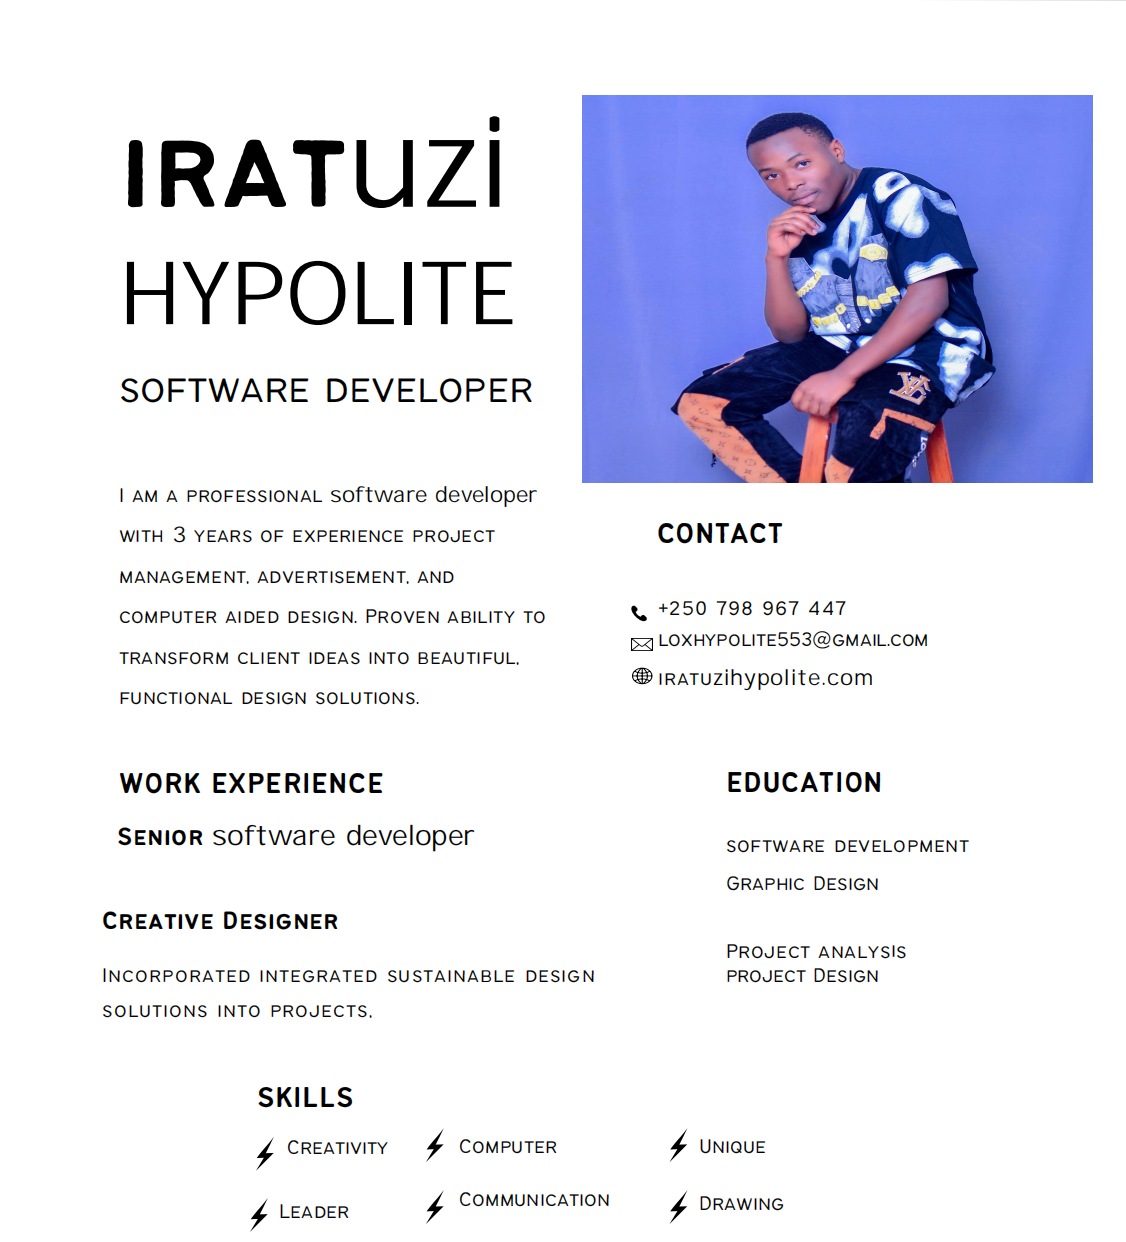 IRATUZi
HYPOLITE
SOFTWARE DEVELOPER
I AM A PROFESSIONAL software developer
WITH 3 YEARS OF EXPERIENCE PROJECT
MANAGEMENT, ADVERTISEMENT, AND
COMPUTER AIDED DESIGN. PROVEN ABILITY TO
TRANSFORM CLIENT IDEAS INTO BEAUTIFUL,
FUNCTIONAL DESIGN SOLUTIONS.
CONTACT
+250 798 967 447
LOXHYPOLITE553@GMAIL.COM
IRATUZihypolite.com
WORK EXPERIENCE
SENIOR software developer
CREATIVE DESIGNER
INCORPORATED INTEGRATED SUSTAINABLE DESIGN
SOLUTIONS INTO PROJECTS,
EDUCATION
SOFTWARE DEVELOPMENT
GRAPHIC DESIGN
PROJECT ANALYSIS
PROJECT DESIGN
SKILLS
CREATIVITY
COMPUTER
UNIQUE
LEADER
COMMUNICATION
DRAWING